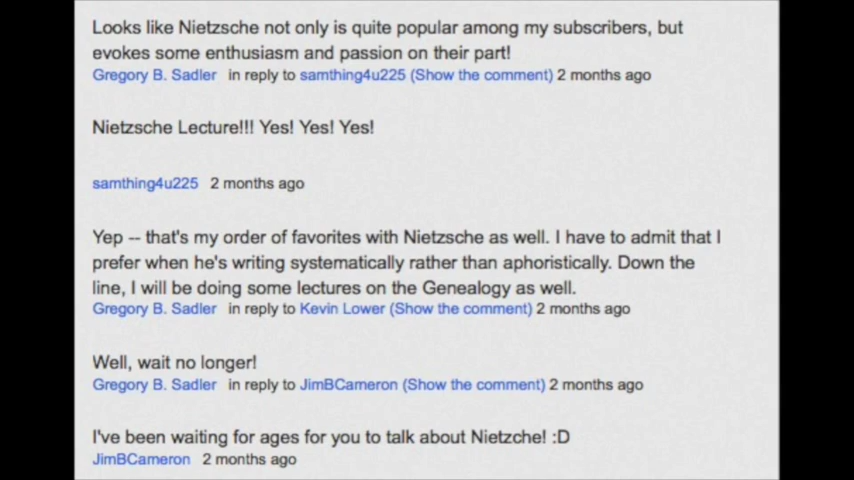 Looks like Nietzsche not only is quite popular among my subscribers, but
evokes some enthusiasm and passion on their part!
Gregory B. Sadler in reply to samthing4u225 (Show the comment) 2 months ago
Nietzsche Lecture!!! Yes! Yes! Yes!
samthing4u225 2 months ago
Yep -- that's my order of favorites with Nietzsche as well. I have to admit that I
prefer when he's writing systematically rather than aphoristically. Down the
line, I will be doing some lectures on the Genealogy as well.
Gregory B. Sadler in reply to Kevin Lower (Show the comment) 2 months ago
Well, wait no longer!
Gregory B. Sadler in reply to JimBCameron (Show the comment) 2 months ago
I've been waiting for ages for you to talk about Nietzche! :D
JimBCameron 2 months ago